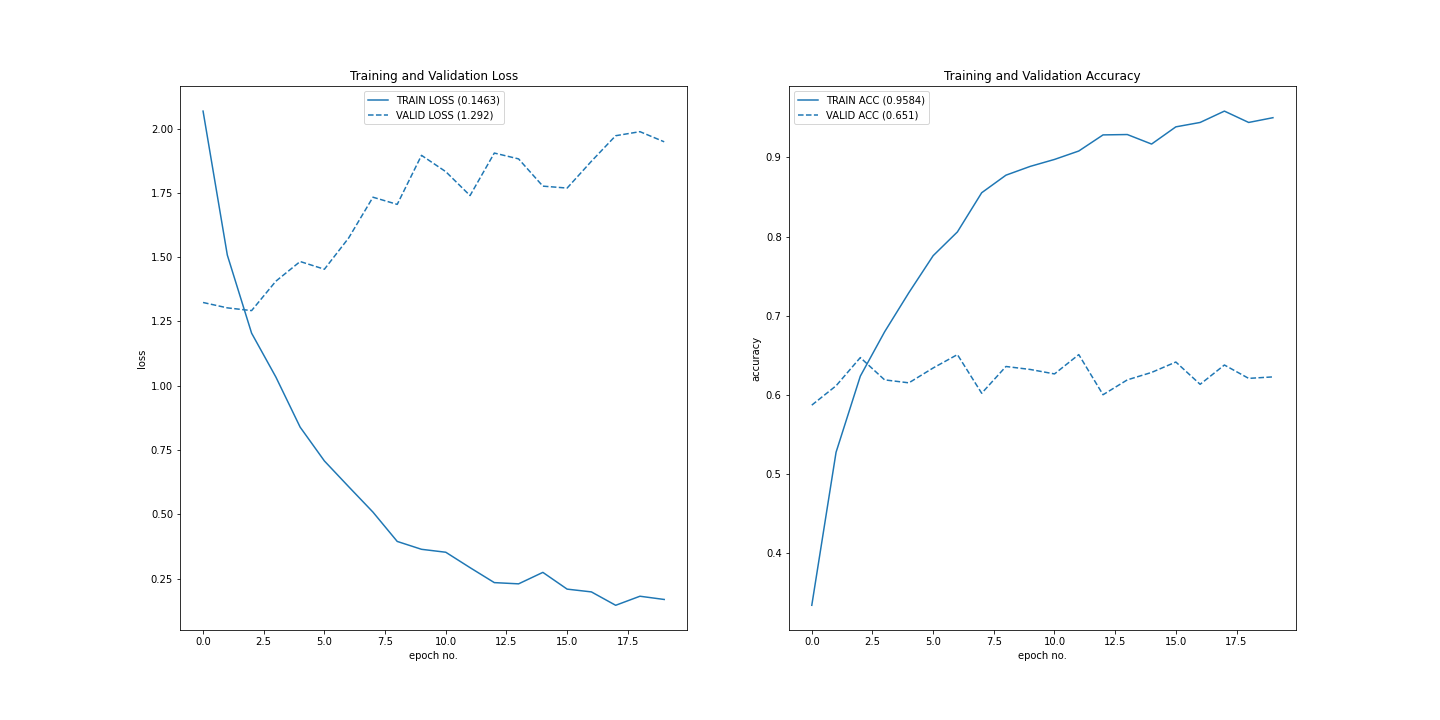 Training and Validation Loss
TRAIN LOSS (0.1463)
VALID LOSS (1.292)
2.00
1.75
1.50
1.25
1.00
0.75
0.50
0.25
loss
0.0 2.5 5.0 7.5 10.0 12.5 15.0 17.5
epoch no.
Training and Validation Accuracy
TRAIN ACC (0.9584)
VALID ACC (0.651)
0.9
0.8
0.7
0.6
0.5
0.4
accuracy
0.0 2.5 5.0 7.5 10.0 12.5 15.0 17.5
epoch no.